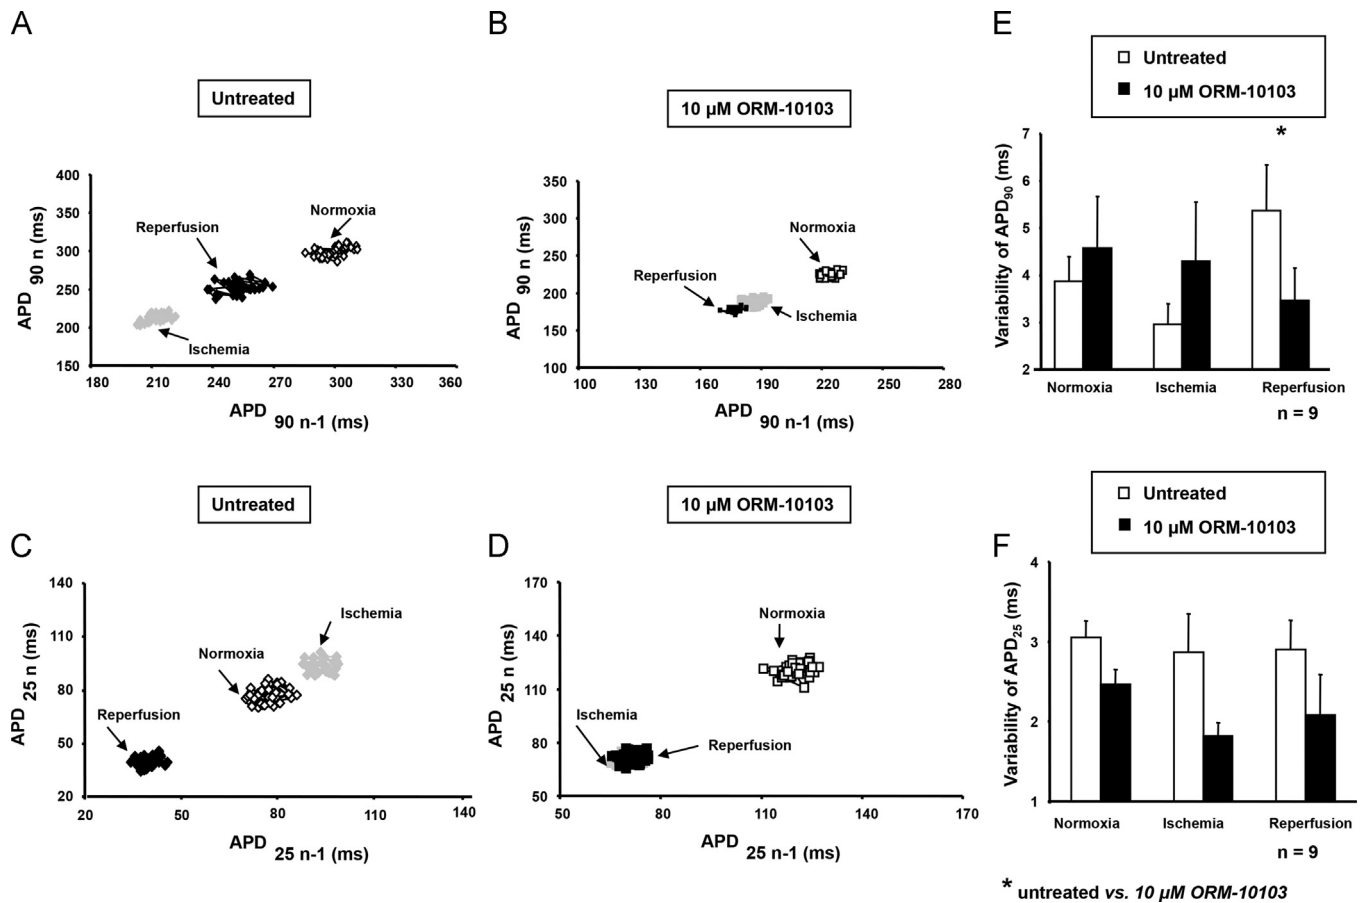 A
Untreated
400
350
300
250
200
150
180 210 240 270 300 330 360
APD 90 n (ms)
APD 90 n-1 (ms)
Reperfusion
Normoxia
Ischemia
B
10 µM ORM-10103
350
300
250
200
150
100
100 130 160 190 220 250 280
APD 90 n (ms)
APD 90 n-1 (ms)
Normoxia
Reperfusion
Ischemia
E
Untreated
10 µM ORM-10103
*
7
6
5
4
3
2
Variability of APD90 (ms)
Normoxia Ischemia Reperfusion
n = 9
C
Untreated
140
110
80
50
20
20 50 80 110 140
APD 25 n (ms)
APD 25 n-1 (ms)
Ischemia
Normoxia
Reperfusion
D
10 µM ORM-10103
170
140
110
80
50
50 80 110 140 170
APD 25 n (ms)
APD 25 n-1 (ms)
Normoxia
Ischemia
Reperfusion
F
Untreated
10 µM ORM-10103
4
3
2
1
Variability of APD25 (ms)
Normoxia Ischemia Reperfusion
n = 9
* untreated vs. 10 µM ORM-10103